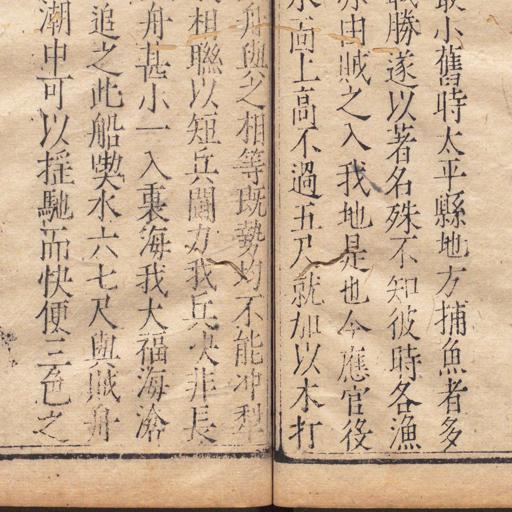 最小舊時太平縣地方捕魚者多
戰勝遂以著名殊不知彼時各漁
亦由賊之入我地是也今應官役
水面上高不過五尺就加以木打
舟與之相等既勢均不能冲犁
相聯以短兵鬪力我兵決非長
舟甚小一入裏海我大福海滄
追之此船喫水六七尺與賊舟
潮中可以搖馳而快便三色之